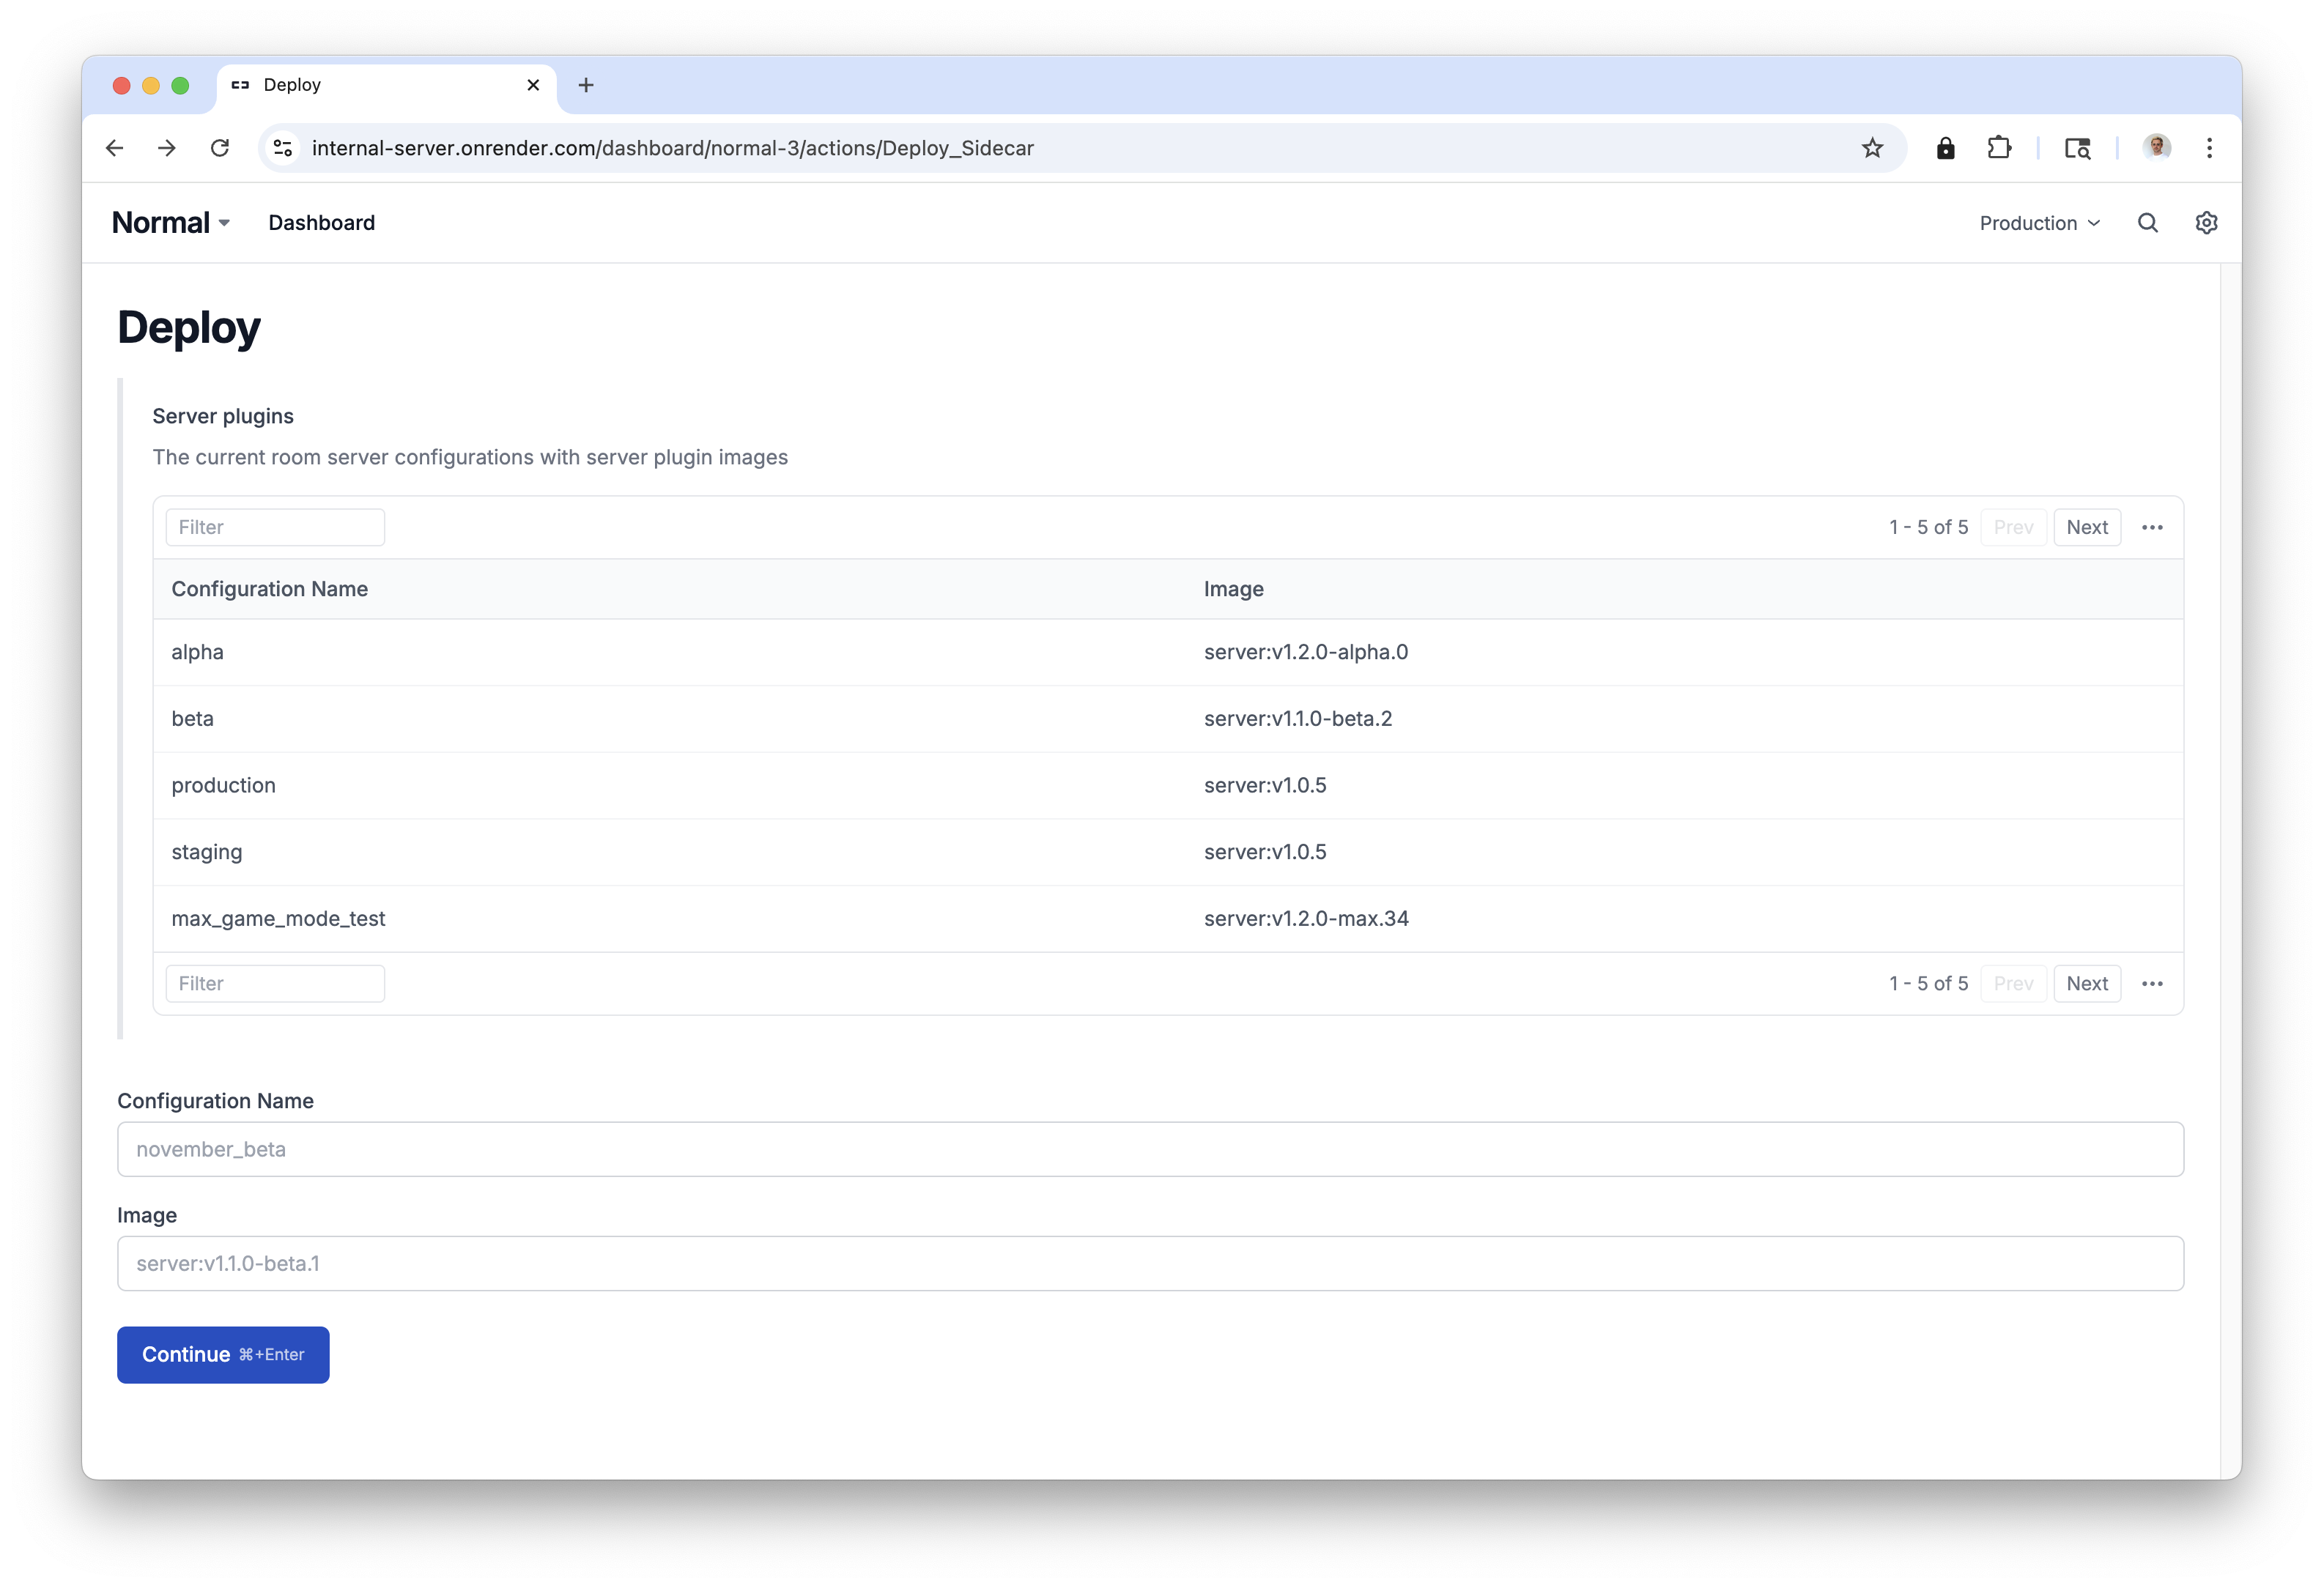 Deploy
internal-server.onrender.com/dashboard/normal-3/actions/Deploy_Sidecar
Normal Dashboard Production
Deploy
Server plugins
The current room server configurations with server plugin images
Filter 1 - 5 of 5 Prev Next
Configuration Name Image
alpha server:v1.2.0-alpha.0
beta server:v1.1.0-beta.2
production server:v1.0.5
staging server:v1.0.5
max_game_mode_test server:v1.2.0-max.34
Filter 1 - 5 of 5 Prev Next
Configuration Name
november_beta
Image
server:v1.1.0-beta.1
Continue ⌘+Enter